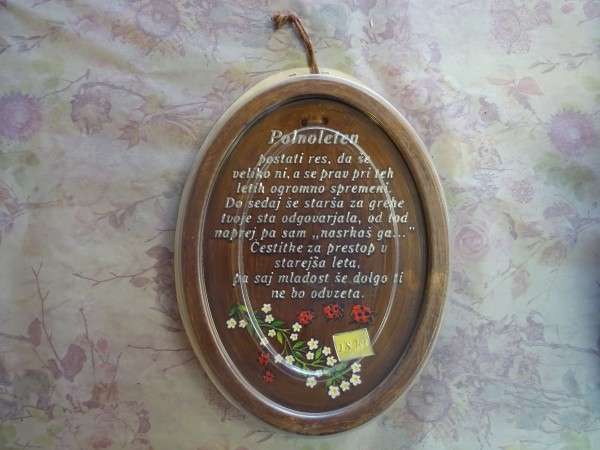 Polnoleten
postati res, da še
veliko ni, a se prav pri teh
letih ogromno spremeni.
Do sedaj še starša za grehe
tvoje sta odgovarjala, od tod
naprej pa sam „nasrkaš ga..."
Čestitke za prestop v
starejša leta,
pa saj mladost še dolgo ti
ne bo odvzeta.